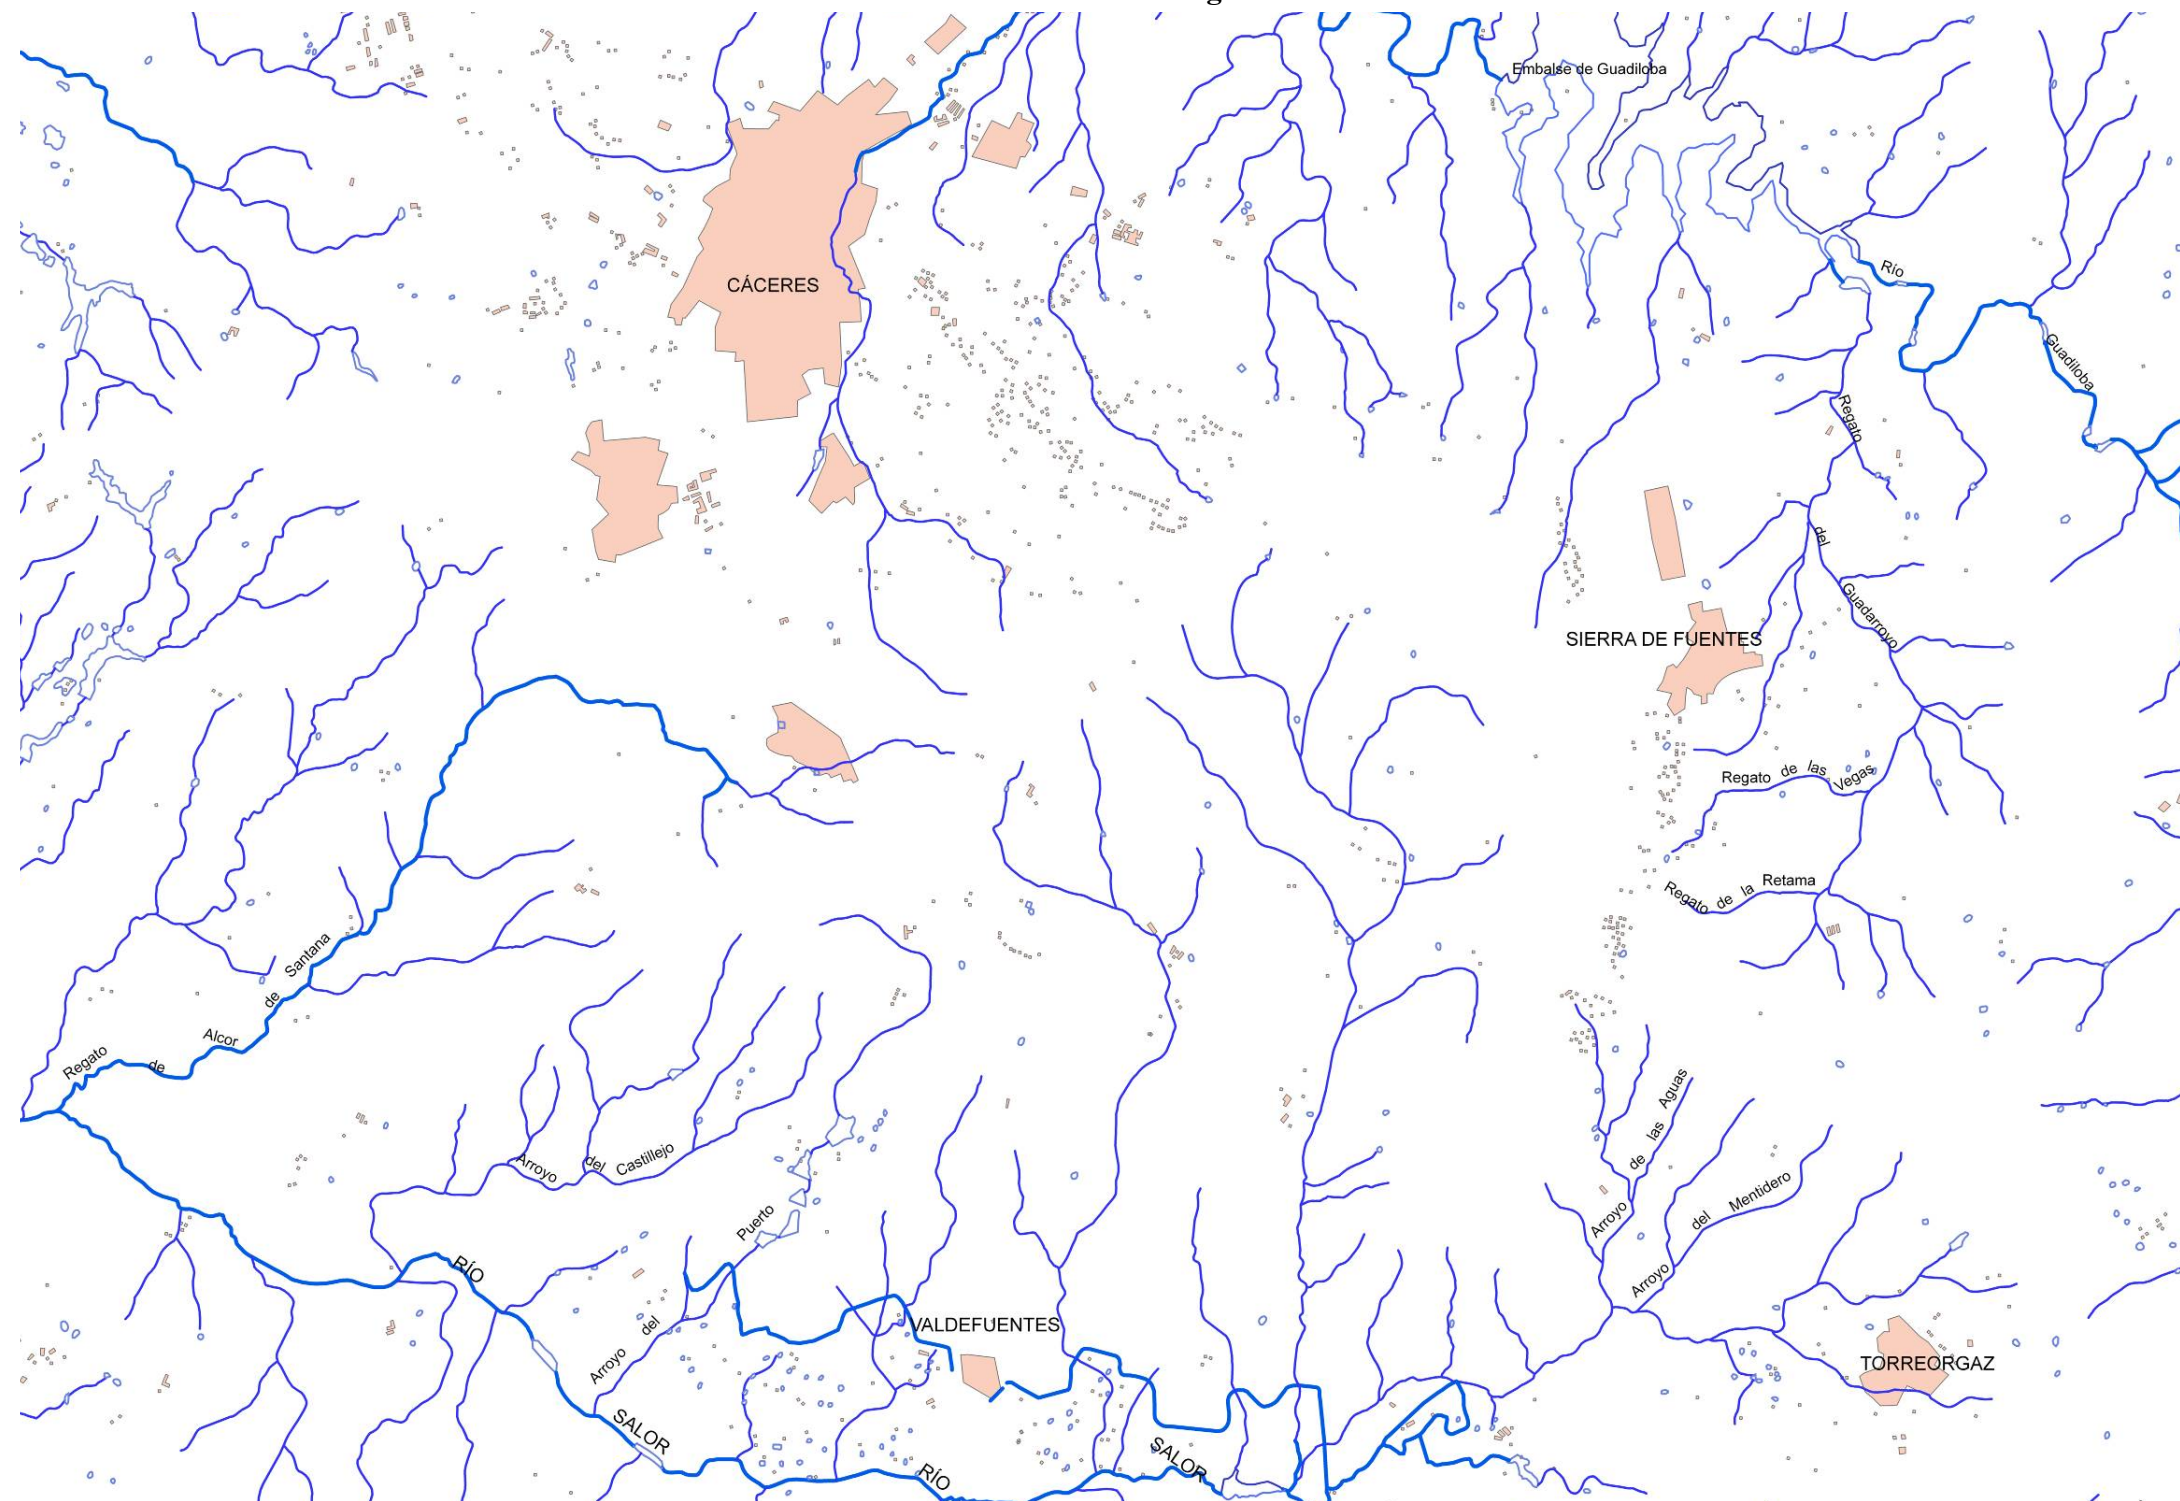 Embalse de Guadiloba
Río
CÁCERES
Guadiloba
Regato
del
Guadarroyo
SIERRA DE FUENTES
Regato de las Vegas
Regato de la Retama
Santana
de
Alcor
de
Regato
Arroyo de las Aguas
Arroyo del Castillejo
Arroyo del Mentidero
Arroyo del Puerto
RÍO
VALDEFUENTES
TORREORGAZ
SALOR
SALOR
RÍO